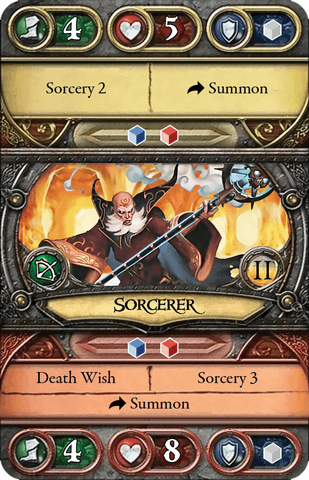 4 5
Sorcery 2 Summon
II
SORCERER
Death Wish Sorcery 3
Summon
4 8